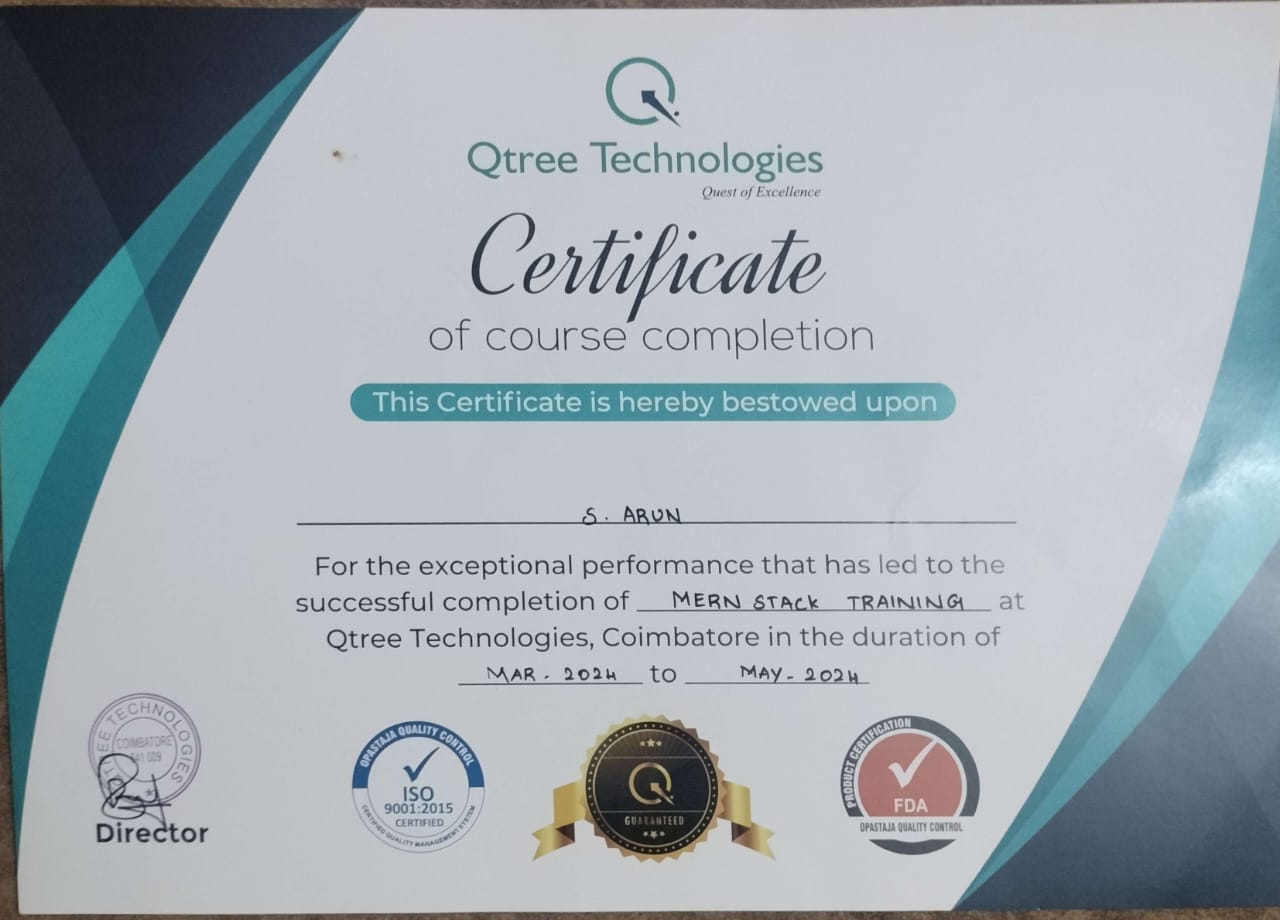 Qtree Technologies
Quest of Excellence
Certificate
of course completion
This Certificate is hereby bestowed upon
S. ARUN
For the exceptional performance that has led to the
successful completion of MERN STACK TRAINING at
Qtree Technologies, Coimbatore in the duration of
MAR - 2024 to MAY - 2024
TREE TECHNOLOGIES
COIMBATORE
641 009
Director
OPASTAJA QUALITY CONTROL
ISO
9001:2015
CERTIFIED
CERTIFIED QUALITY MANAGEMENT SYSTEM
GUARANTEED
PRODUCT CERTIFICATION
FDA
OPASTAJA QUALITY CONTROL